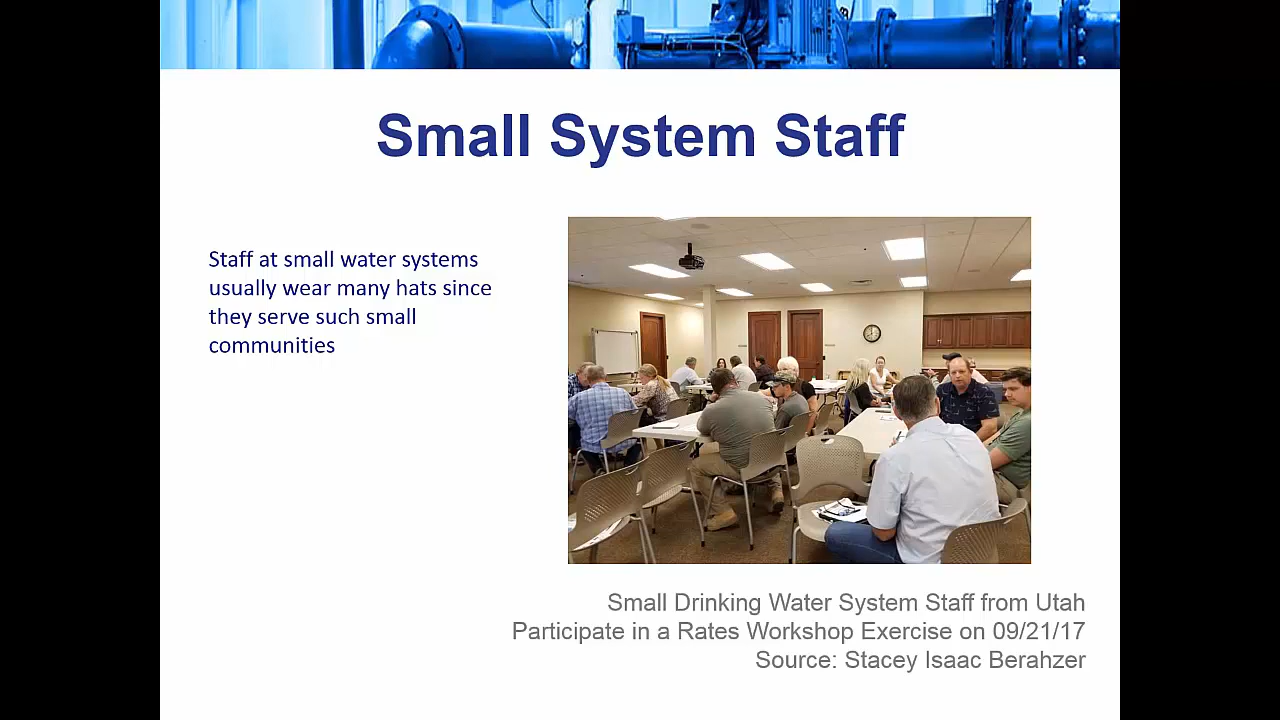 Small System Staff
Staff at small water systems
usually wear many hats since
they serve such small
communities
Small Drinking Water System Staff from Utah
Participate in a Rates Workshop Exercise on 09/21/17
Source: Stacey Isaac Berahzer